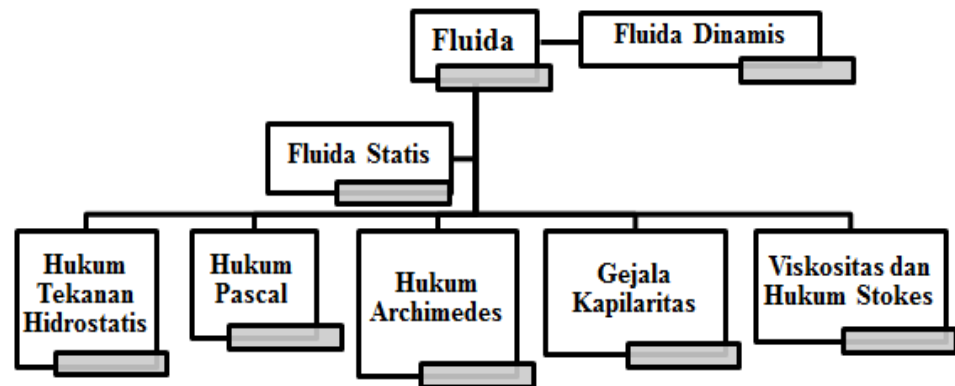 Fluida
Fluida Dinamis
Fluida Statis
Hukum
Tekanan
Hidrostatis
Hukum
Pascal
Hukum
Archimedes
Gejala
Kapilaritas
Viskositas dan
Hukum Stokes